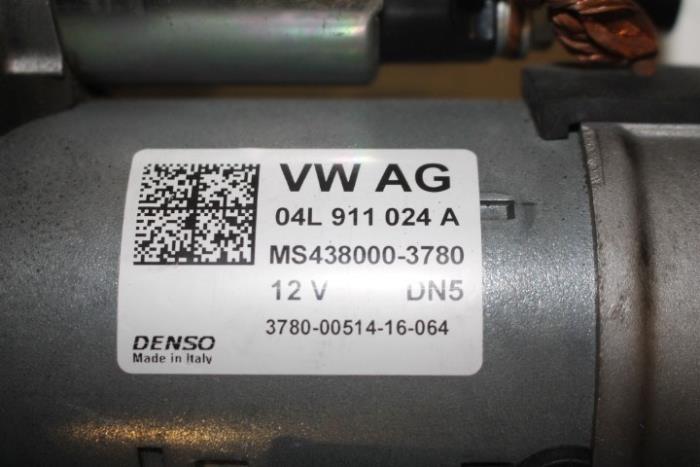 VW AG
04L 911 024 A
MS438000-3780
12 V DN5
3780-00514-16-064
DENSO
Made in Italy